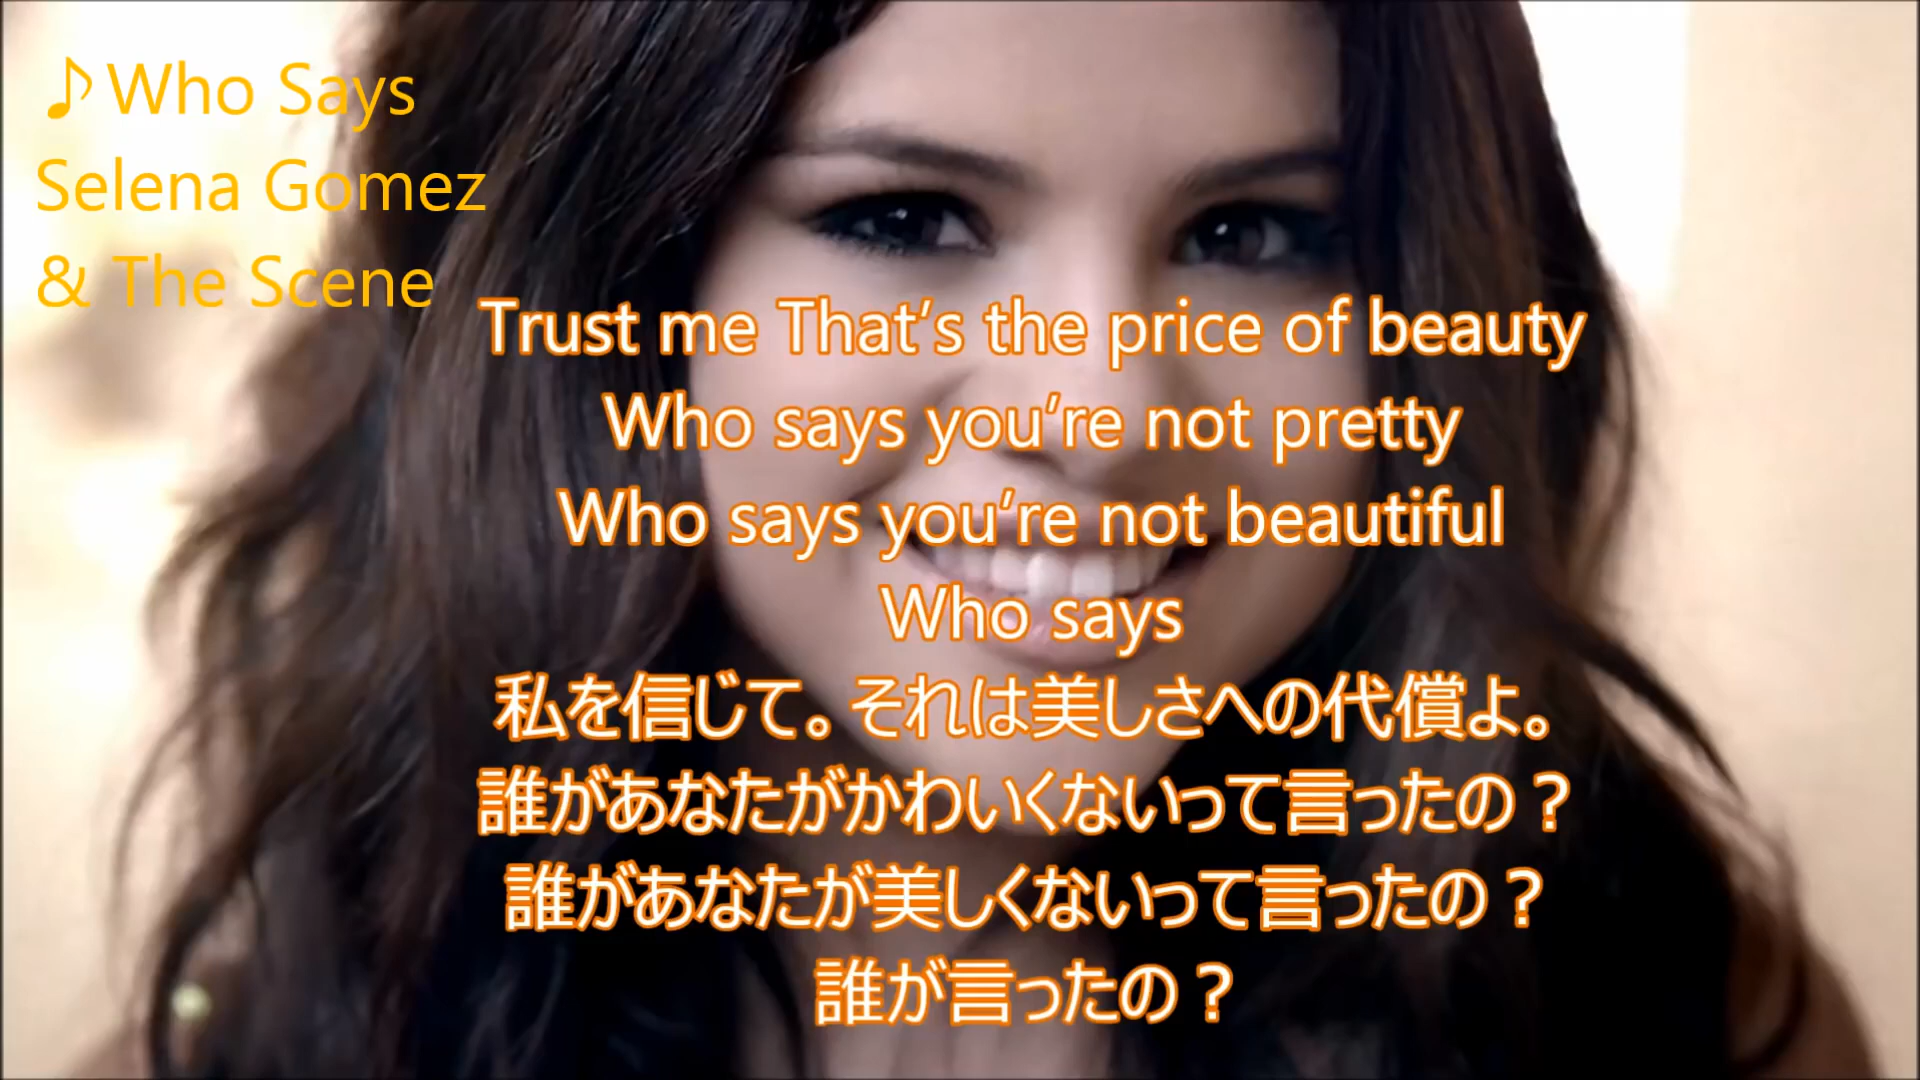 ♪Who Says
Selena Gomez
& The Scene
Trust me That's the price of beauty
Who says you're not pretty
Who says you're not beautiful
Who says
私を信じて。それは美しさへの代償よ。
誰があなたがかわいくないって言ったの？
誰があなたが美しくないって言ったの？
誰が言ったの？